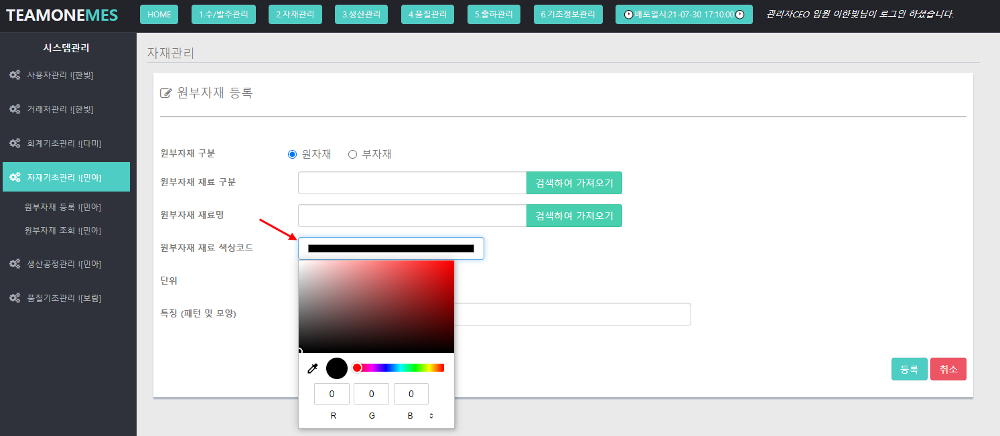 TEAMONEMES HOME 1.수/발주관리 2.자재관리 3.생산관리 4.품질관리 5.출하관리 6.기초정보관리 배포일시:21-07-30 17:10:00 관리자CEO 임원 이한빛님이 로그인 하셨습니다.
시스템관리
사용자관리 ![한빛]
거래처관리 ![한빛]
회계기초관리 ![다미]
자재기초관리 ![민아]
원부자재 등록 ![민아]
원부자재 조회 ![민아]
생산공정관리 ![민아]
품질기초관리 ![보람]
자재관리
원부자재 등록
원부자재 구분 원자재 부자재
원부자재 재료 구분 검색하여 가져오기
원부자재 재료명 검색하여 가져오기
원부자재 재료 색상코드
단위
특징 (패턴 및 모양)
0 0 0
R G B
등록 취소